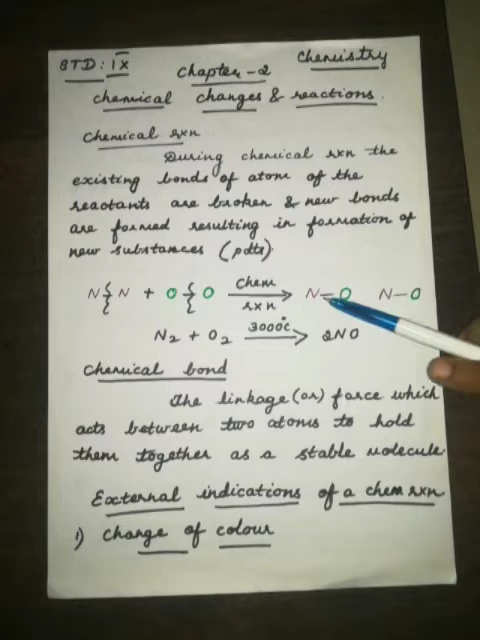 STD: IX
Chemistry
Chapter-2
chemical changes & reactions.
Chemical rxn
During chemical rxn the
existing bonds of atom of the
reactants are broken & new bonds
are formed resulting in formation of
new substances (pdts)
N N + O O chem rxn N-O N-O
N2 + O2 3000°C 2NO
Chemical bond
The linkage (or) force which
acts between two atoms to hold
them together as a stable molecule.
External indications of a chem rxn
1) Change of colour